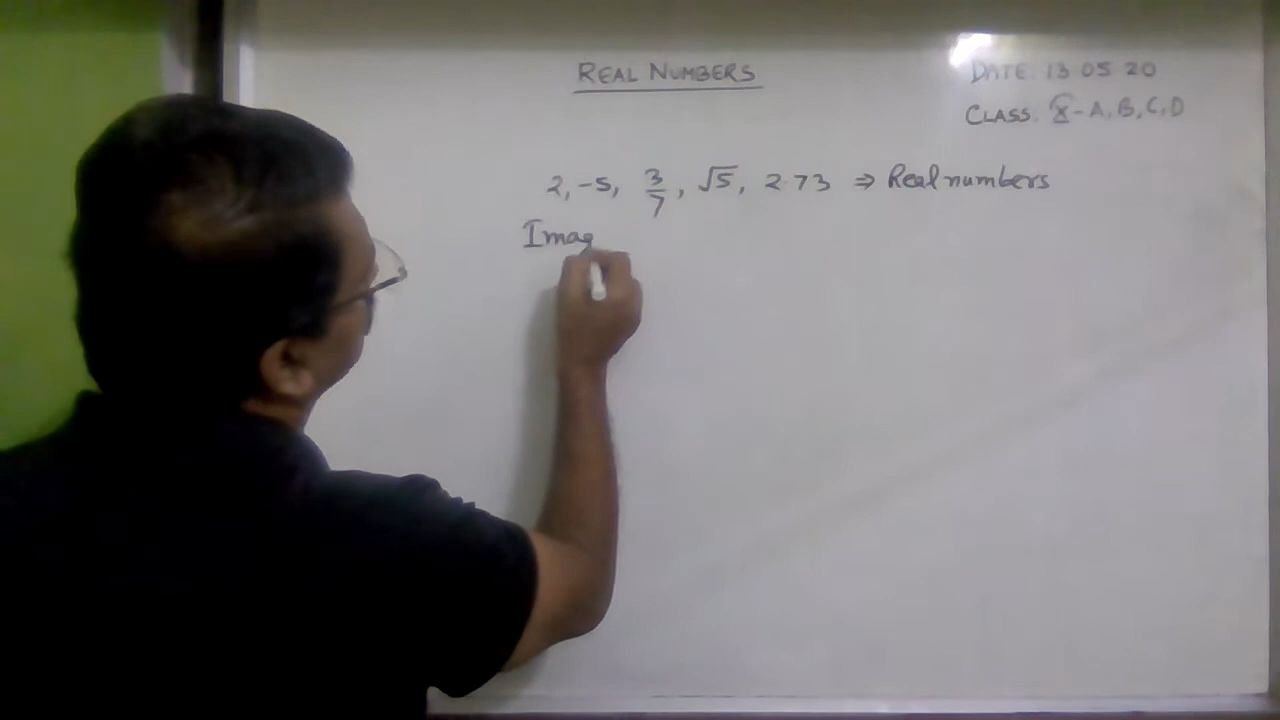 REAL NUMBERS
DATE: 13.05.20
CLASS: X-A, B, C, D
2, -5, 3/7, √5, 2.73 ⇒ Real numbers
Imag